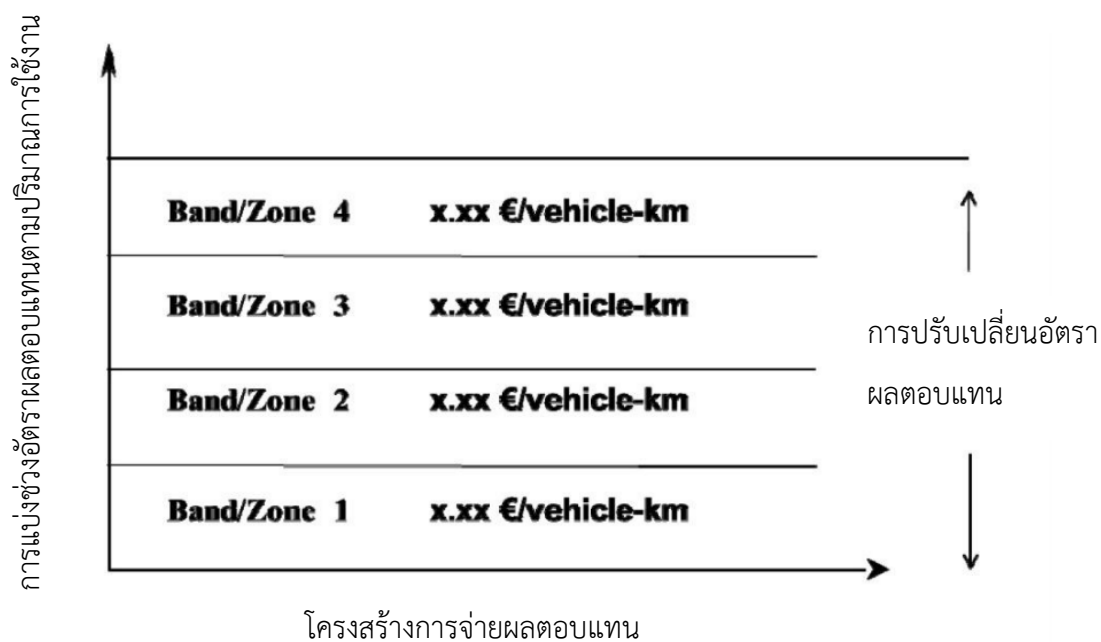 การแบ่งช่วงอัตราผลตอบแทนตามปริมาณการใช้งาน
Band/Zone 4 x.xx €/vehicle-km
Band/Zone 3 x.xx €/vehicle-km
Band/Zone 2 x.xx €/vehicle-km
Band/Zone 1 x.xx €/vehicle-km
การปรับเปลี่ยนอัตรา
ผลตอบแทน
โครงสร้างการจ่ายผลตอบแทน